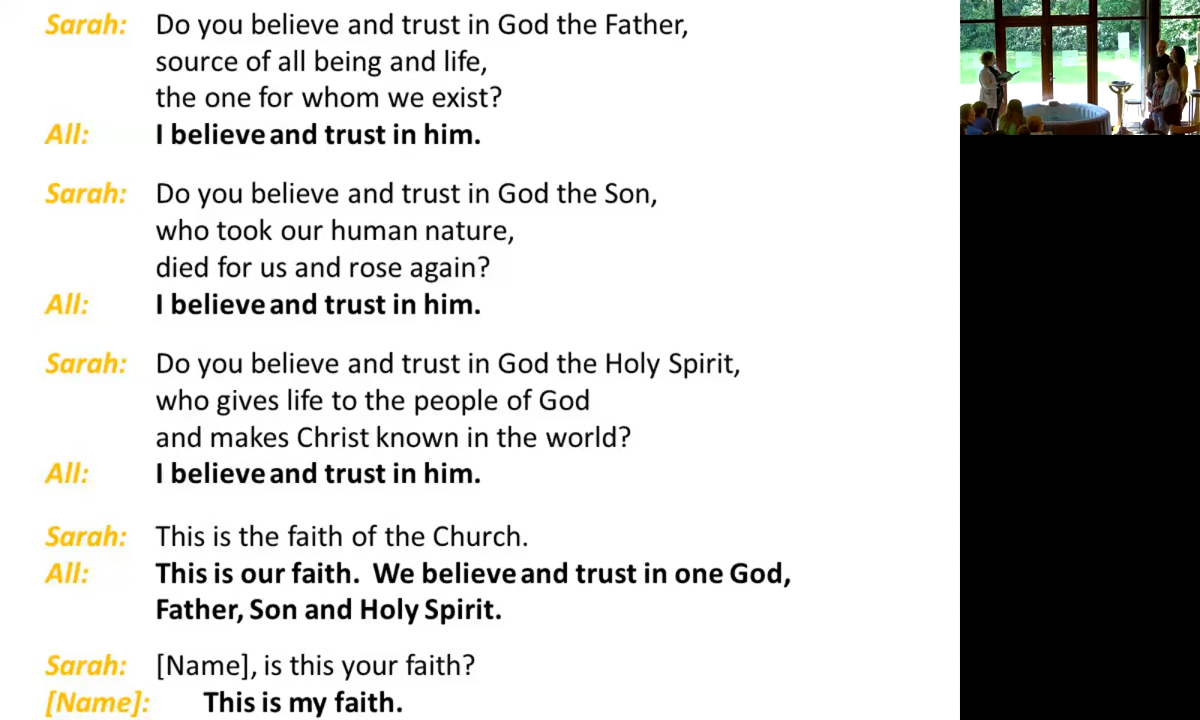 Sarah: Do you believe and trust in God the Father,
source of all being and life,
the one for whom we exist?
All: I believe and trust in him.
Sarah: Do you believe and trust in God the Son,
who took our human nature,
died for us and rose again?
All: I believe and trust in him.
Sarah: Do you believe and trust in God the Holy Spirit,
who gives life to the people of God
and makes Christ known in the world?
All: I believe and trust in him.
Sarah: This is the faith of the Church.
All: This is our faith. We believe and trust in one God,
Father, Son and Holy Spirit.
Sarah: [Name], is this your faith?
[Name]: This is my faith.